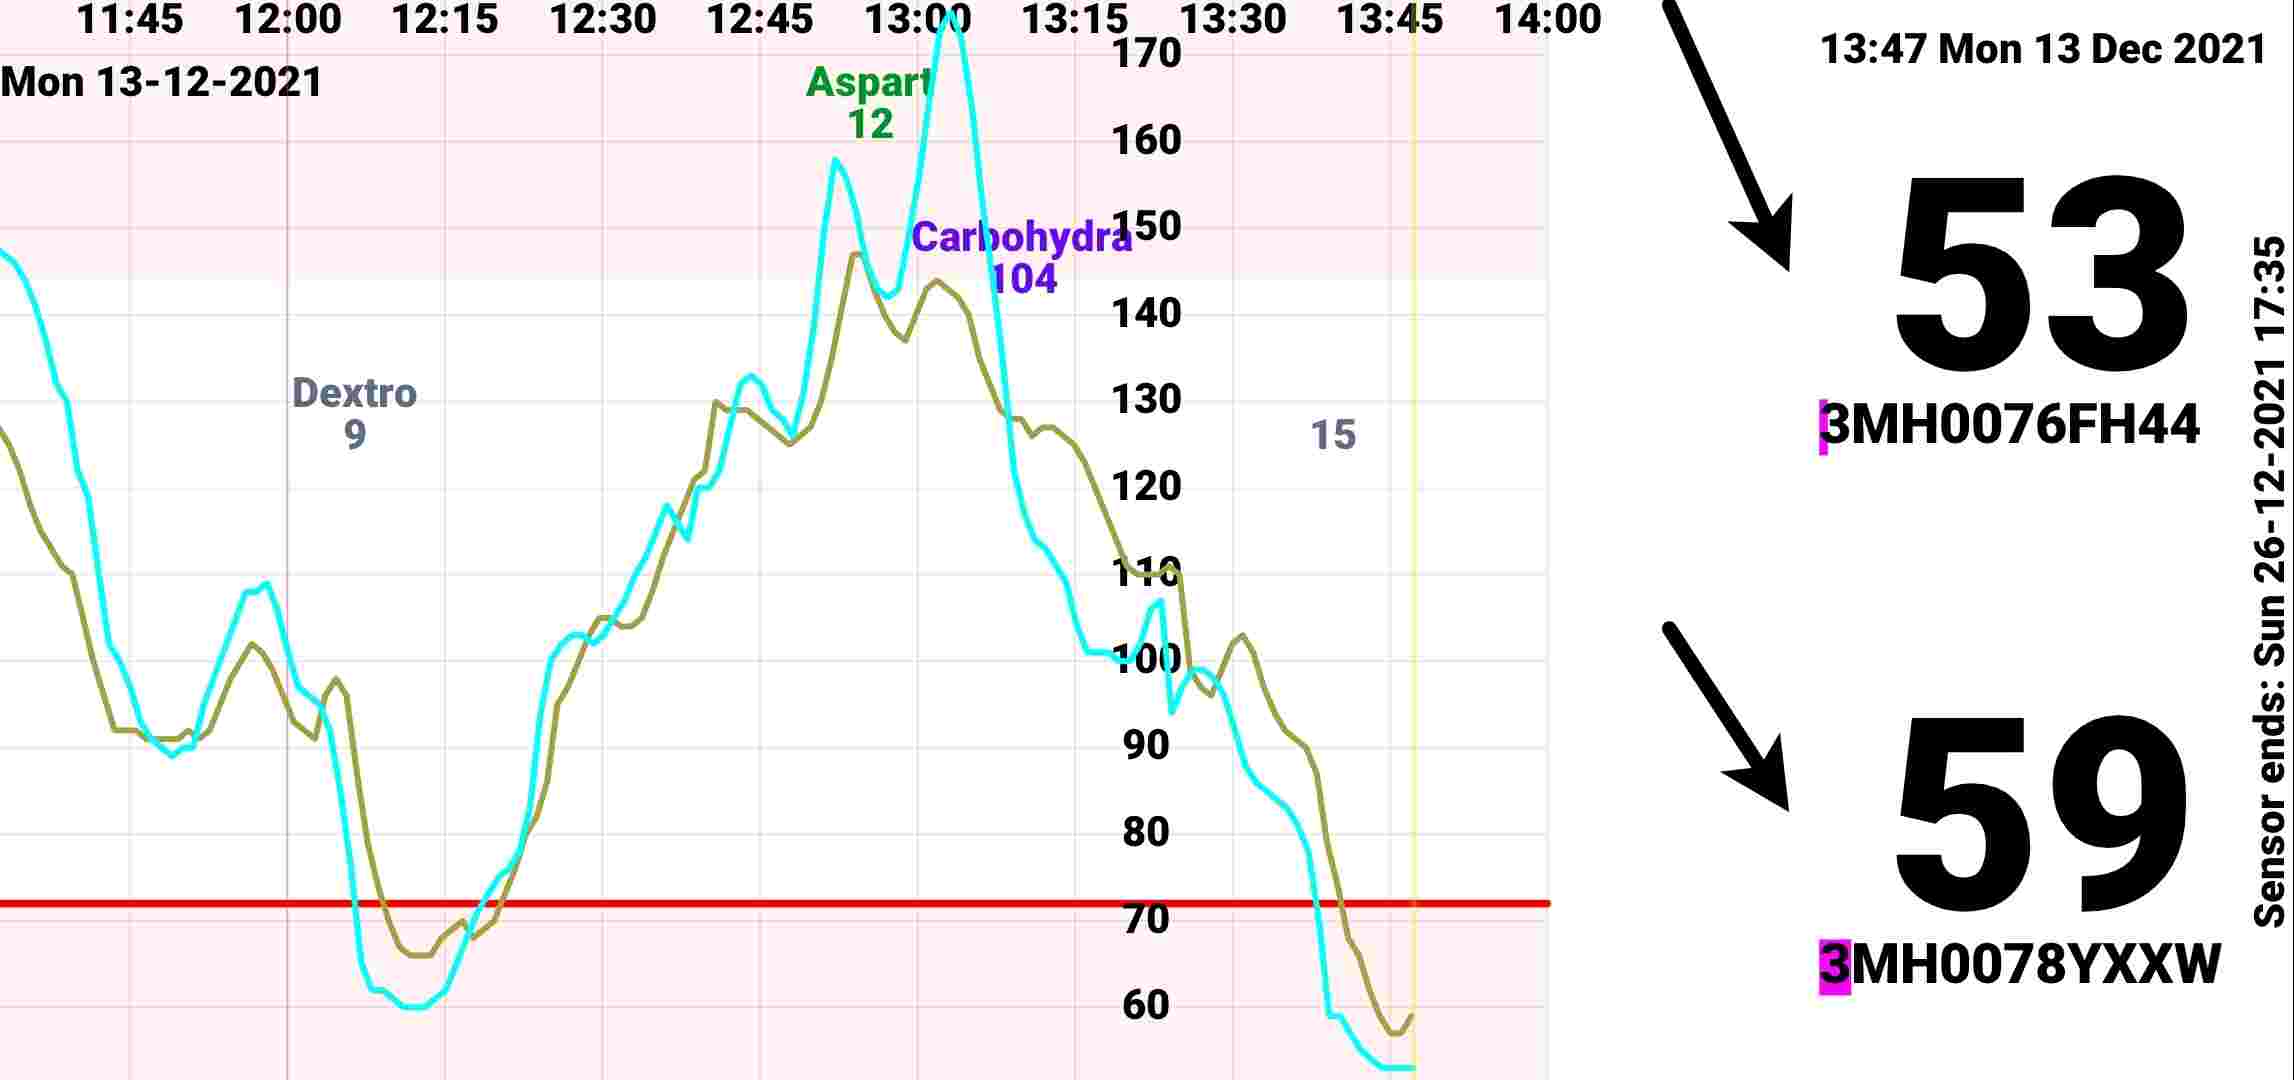 11:45 12:00 12:15 12:30 12:45 13:00 13:15 13:30 13:45 14:00
13:47 Mon 13 Dec 2021
170
Mon 13-12-2021
Aspart
12
160
150
Carbohydra
104
140
130
Dextro
9
15
120
110
100
90
80
70
60
53
3MH0076FH44
59
3MH0078YXXW
Sensor ends: Sun 26-12-2021 17:35